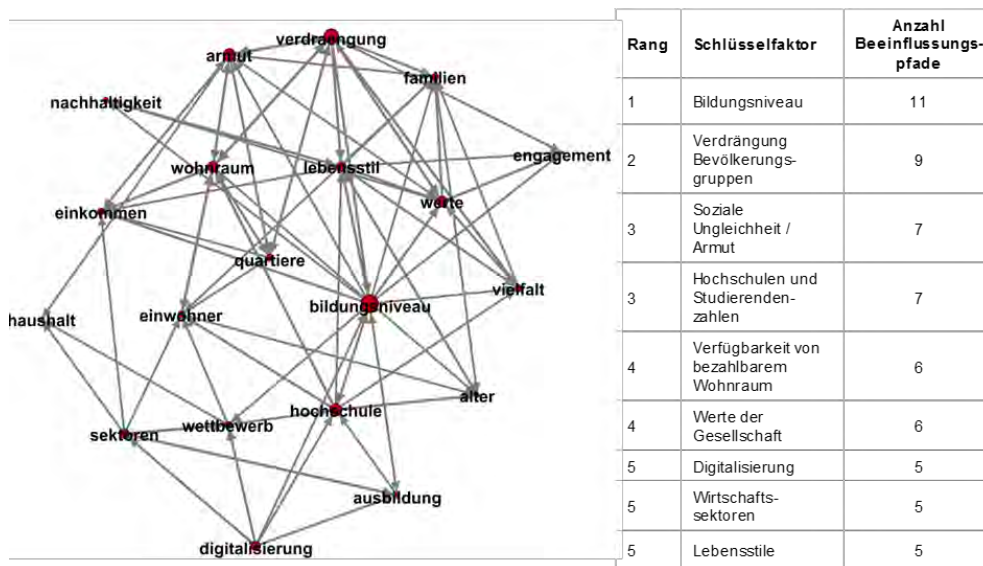 verdraengung
armut
familien
nachhaltigkeit
engagement
wohnraum
lebensstil
werte
einkommen
quartiere
vielfalt
bildungsniveau
haushalt
einwohner
alter
hochschule
wettbewerb
sektoren
ausbildung
digitalisierung
Rang
Schlüsselfaktor
Anzahl
Beeinflussungs-
pfade
1
Bildungsniveau
11
2
Verdrängung
Bevölkerungs-
gruppen
9
3
Soziale
Ungleichheit /
Armut
7
3
Hochschulen und
Studierenden-
zahlen
7
4
Verfügbarkeit von
bezahlbarem
Wohnraum
6
4
Werte der
Gesellschaft
6
5
Digitalisierung
5
5
Wirtschafts-
sektoren
5
5
Lebensstile
5